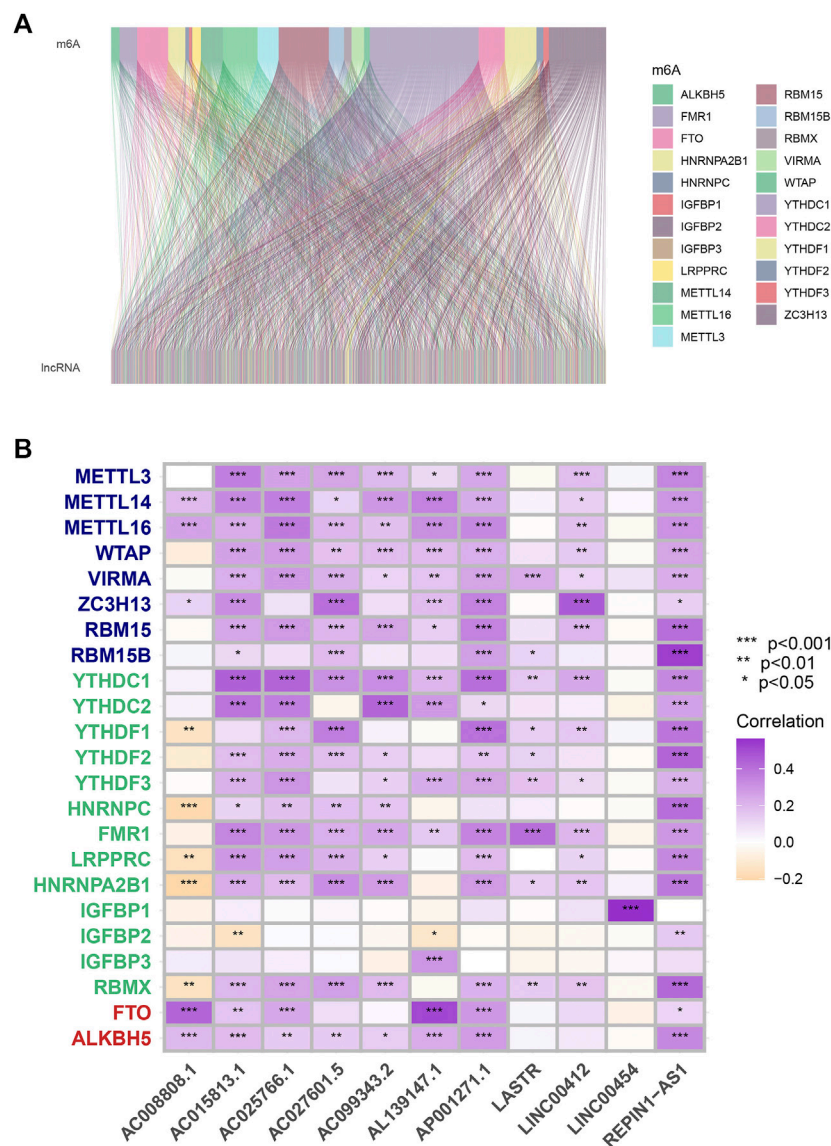 A
m6A
lncRNA
m6A
ALKBH5 RBM15
FMR1 RBM15B
FTO RBMX
HNRNPA2B1 VIRMA
HNRNPC WTAP
IGFBP1 YTHDC1
IGFBP2 YTHDC2
IGFBP3 YTHDF1
LRPPRC YTHDF2
METTL14 YTHDF3
METTL16 ZC3H13
METTL3
B
METTL3 *** *** *** *** * *** *** ***
METTL14 *** *** *** * *** *** *** * ***
METTL16 *** *** *** *** ** *** *** ** ***
WTAP *** *** ** *** *** *** ** ***
VIRMA *** *** *** * ** *** *** * ***
ZC3H13 * *** *** *** *** *** *
RBM15 *** *** *** *** * *** *** ***
RBM15B * *** *** * ***
YTHDC1 *** *** *** *** *** *** ** *** ***
YTHDC2 *** *** *** *** * ***
YTHDF1 ** *** *** *** * ** ***
YTHDF2 *** *** *** * ** * ***
YTHDF3 *** *** * *** *** ** * ***
HNRNPC *** * ** ** ** ***
FMR1 *** *** *** *** ** *** *** *** ***
LRPPRC ** *** *** *** * *** * ***
HNRNPA2B1 *** *** *** *** *** *** * ** ***
IGFBP1 ***
IGFBP2 ** * **
IGFBP3 ***
RBMX ** *** *** *** *** *** ** *** ***
FTO *** ** *** *** *** *
ALKBH5 *** *** ** ** * *** *** ***
AC008808.1 AC015813.1 AC025766.1 AC027601.5 AC099343.2 AL139147.1 AP001271.1 LASTR LINC00412 LINC00454 REPIN1-AS1
*** p<0.001
** p<0.01
* p<0.05
Correlation
0.4
0.2
0.0
−0.2